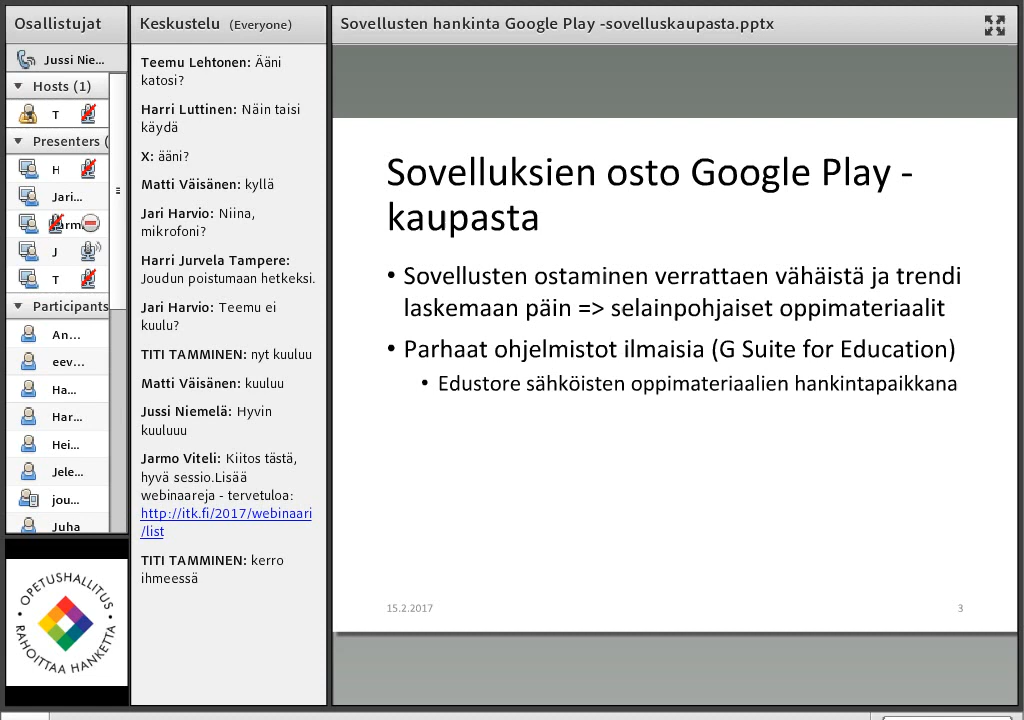 Osallistujat
Jussi Nie...
Hosts (1)
T
Presenters (
H
Jari...
J
T
Participants
An...
eev...
Ha...
Har...
Hei...
Jele...
jou...
Juha
• OPETUSHALLITUS •
RAHOITTAA HANKETTA
Keskustelu (Everyone)
Teemu Lehtonen: Ääni
katosi?
Harri Luttinen: Näin taisi
käydä
X: ääni?
Matti Väisänen: kyllä
Jari Harvio: Niina,
mikrofoni?
Harri Jurvela Tampere:
Joudun poistumaan hetkeksi.
Jari Harvio: Teemu ei
kuulu?
TITI TAMMINEN: nyt kuuluu
Matti Väisänen: kuuluu
Jussi Niemelä: Hyvin
kuuluuu
Jarmo Viteli: Kiitos tästä,
hyvä sessio.Lisää
webinaareja - tervetuloa:
http://itk.fi/2017/webinaari
/list
TITI TAMMINEN: kerro
ihmeessä
Sovellusten hankinta Google Play -sovelluskaupasta.pptx
Sovelluksien osto Google Play -
kaupasta
• Sovellusten ostaminen verrattaen vähäistä ja trendi
laskemaan päin => selainpohjaiset oppimateriaalit
• Parhaat ohjelmistot ilmaisia (G Suite for Education)
• Edustore sähköisten oppimateriaalien hankintapaikkana
15.2.2017
3